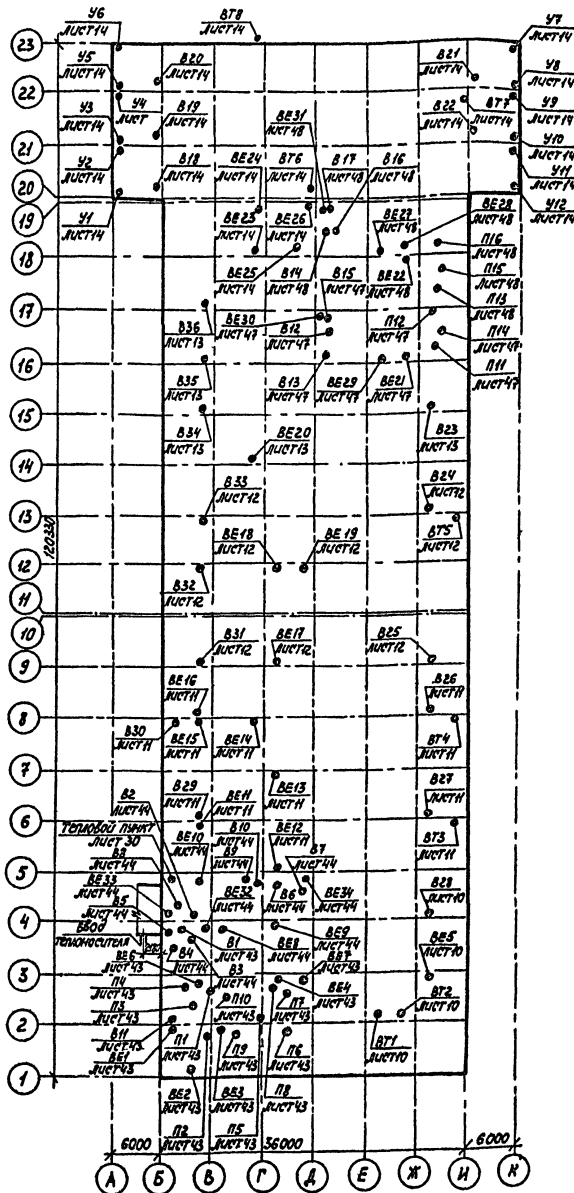 У6
ЛИСТ14
ВТ8
ЛИСТ14
У7
ЛИСТ14
23
У5
ЛИСТ14
В20
ЛИСТ14
В21
ЛИСТ14
У8
ЛИСТ14
22
У3
ЛИСТ14
У4
ЛИСТ
В19
ЛИСТ14
ВЕ31
ЛИСТ48
В22
ЛИСТ14
ВТ7
ЛИСТ14
У9
ЛИСТ14
У10
ЛИСТ14
21
У2
ЛИСТ14
В18
ЛИСТ14
ВЕ24
ЛИСТ14
ВТ6
ЛИСТ14
В17
ЛИСТ48
В16
ЛИСТ48
У11
ЛИСТ14
20
У12
ЛИСТ14
19
У1
ЛИСТ14
ВЕ23
ЛИСТ14
ВЕ26
ЛИСТ14
ВЕ27
ЛИСТ48
ВЕ28
ЛИСТ48
П16
ЛИСТ48
18
ВЕ25
ЛИСТ14
В14
ЛИСТ48
В15
ЛИСТ47
ВЕ22
ЛИСТ48
П15
ЛИСТ48
П13
ЛИСТ48
17
В36
ЛИСТ13
ВЕ30
ЛИСТ47
В12
ЛИСТ47
П12
ЛИСТ47
П14
ЛИСТ47
16
В35
ЛИСТ13
В13
ЛИСТ47
ВЕ29
ЛИСТ47
ВЕ21
ЛИСТ47
П11
ЛИСТ47
15
В34
ЛИСТ13
ВЕ20
ЛИСТ13
В23
ЛИСТ13
14
В33
ЛИСТ12
В24
ЛИСТ12
13
120330
ВЕ18
ЛИСТ12
ВЕ19
ЛИСТ12
ВТ5
ЛИСТ12
12
В32
ЛИСТ12
11
10
В31
ЛИСТ12
ВЕ17
ЛИСТ12
В25
ЛИСТ12
9
ВЕ16
ЛИСТ11
В26
ЛИСТ11
8
В30
ЛИСТ11
ВЕ15
ЛИСТ11
ВЕ14
ЛИСТ11
ВТ4
ЛИСТ11
7
В2
ЛИСТ44
В29
ЛИСТ11
ВЕ11
ЛИСТ11
ВЕ13
ЛИСТ11
В27
ЛИСТ11
6
ТЕПЛОВОЙ ПУНКТ
ЛИСТ 30
ВЕ10
ЛИСТ44
В10
ЛИСТ44
ВЕ12
ЛИСТ11
ВТ3
ЛИСТ11
В8
ЛИСТ44
В9
ЛИСТ44
В7
ЛИСТ44
5
ВЕ33
ЛИСТ44
ВЕ32
ЛИСТ44
В6
ЛИСТ44
ВЕ34
ЛИСТ44
В28
ЛИСТ10
В5
ЛИСТ44
4
ВВОД
ТЕПЛОНОСИТЕЛЯ
В4
ЛИСТ44
В1
ЛИСТ43
ВЕ8
ЛИСТ44
ВЕ9
ЛИСТ44
ВЕ5
ЛИСТ10
ВЕ6
ЛИСТ43
В3
ЛИСТ44
ВЕ7
ЛИСТ43
3
П4
ЛИСТ43
П10
ЛИСТ43
П7
ЛИСТ43
ВЕ4
ЛИСТ43
П3
ЛИСТ43
ВТ2
ЛИСТ10
2
В11
ЛИСТ43
П1
ЛИСТ43
П9
ЛИСТ43
П6
ЛИСТ43
ВТ1
ЛИСТ10
ВЕ1
ЛИСТ43
1
ВЕ2
ЛИСТ43
ВЕ3
ЛИСТ43
П8
ЛИСТ43
П2
ЛИСТ43
П5
ЛИСТ43
6000
36000
6000
А
Б
В
Г
Д
Е
Ж
И
К